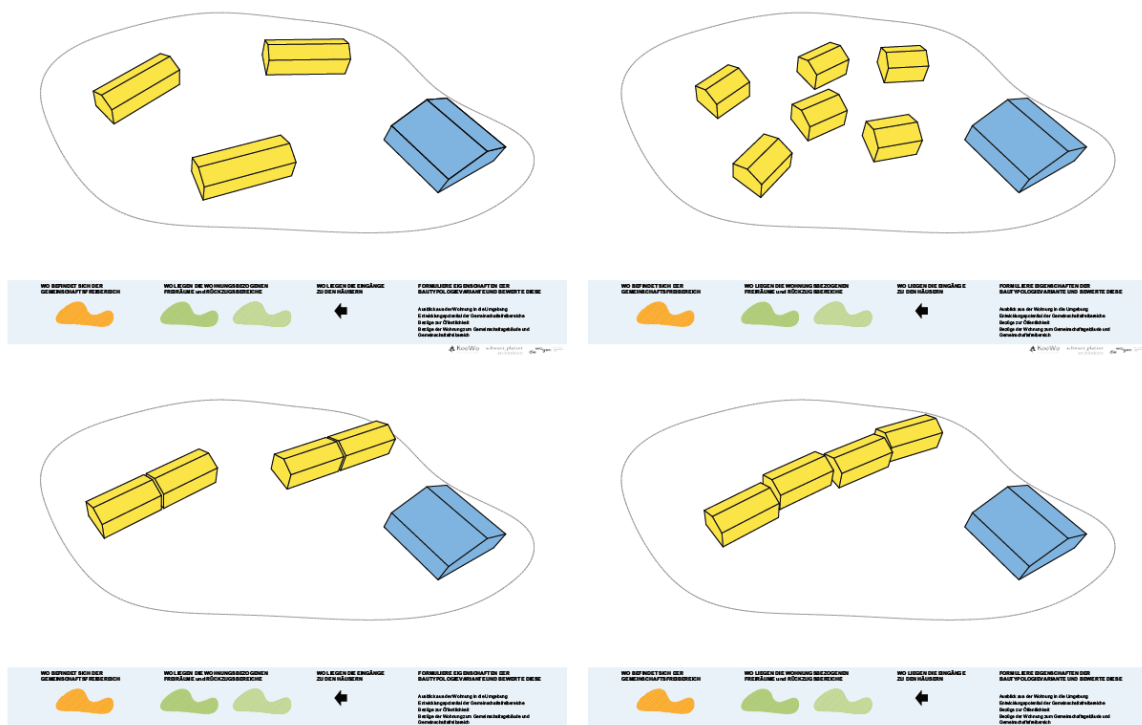 WO BEFINDET SICH DER
GEMEINSCHAFTSFREIBEREICH
WO LIEGEN DIE WOHNUNGSBEZOGENEN
FREIRÄUME und RÜCKZUGSBEREICHE
WO LIEGEN DIE EINGÄNGE
ZU DEN HÄUSERN
FORMULIERE EIGENSCHAFTEN DER
BAUTYPOLOGIEVARIANTE UND BEWERTE DIESE
Ausblick aus der Wohnung in die Umgebung
Entwicklungspotential der Gemeinschaftsfreibereiche
Bezüge zur Öffentlichkeit
Bezüge der Wohnung zum Gemeinschaftsgebäude und
Gemeinschaftsfreibereich
KooWo
WO BEFINDET SICH DER
GEMEINSCHAFTSFREIBEREICH
WO LIEGEN DIE WOHNUNGSBEZOGENEN
FREIRÄUME und RÜCKZUGSBEREICHE
WO LIEGEN DIE EINGÄNGE
ZU DEN HÄUSERN
FORMULIERE EIGENSCHAFTEN DER
BAUTYPOLOGIEVARIANTE UND BEWERTE DIESE
Ausblick aus der Wohnung in die Umgebung
Entwicklungspotential der Gemeinschaftsfreibereiche
Bezüge zur Öffentlichkeit
Bezüge der Wohnung zum Gemeinschaftsgebäude und
Gemeinschaftsfreibereich
KooWo
WO BEFINDET SICH DER
GEMEINSCHAFTSFREIBEREICH
WO LIEGEN DIE WOHNUNGSBEZOGENEN
FREIRÄUME und RÜCKZUGSBEREICHE
WO LIEGEN DIE EINGÄNGE
ZU DEN HÄUSERN
FORMULIERE EIGENSCHAFTEN DER
BAUTYPOLOGIEVARIANTE UND BEWERTE DIESE
Ausblick aus der Wohnung in die Umgebung
Entwicklungspotential der Gemeinschaftsfreibereiche
Bezüge zur Öffentlichkeit
Bezüge der Wohnung zum Gemeinschaftsgebäude und
Gemeinschaftsfreibereich
WO BEFINDET SICH DER
GEMEINSCHAFTSFREIBEREICH
WO LIEGEN DIE WOHNUNGSBEZOGENEN
FREIRÄUME und RÜCKZUGSBEREICHE
WO LIEGEN DIE EINGÄNGE
ZU DEN HÄUSERN
FORMULIERE EIGENSCHAFTEN DER
BAUTYPOLOGIEVARIANTE UND BEWERTE DIESE
Ausblick aus der Wohnung in die Umgebung
Entwicklungspotential der Gemeinschaftsfreibereiche
Bezüge zur Öffentlichkeit
Bezüge der Wohnung zum Gemeinschaftsgebäude und
Gemeinschaftsfreibereich